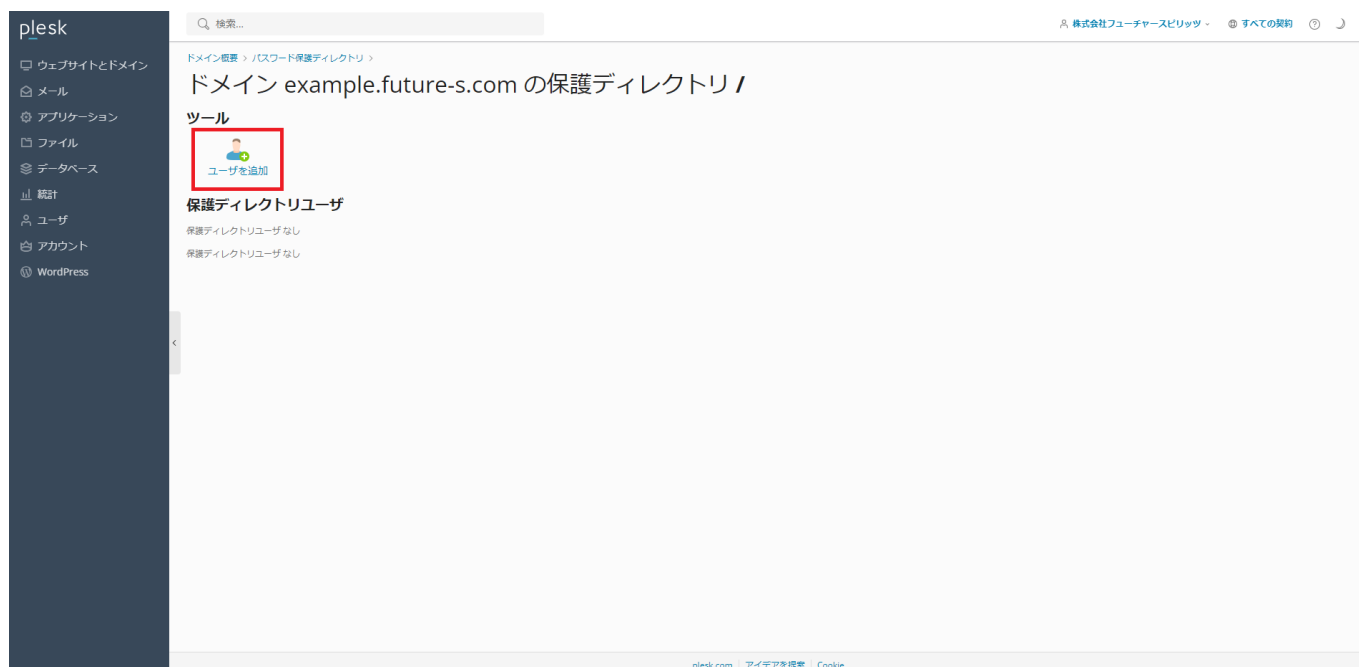 plesk
検索...
株式会社フューチャースピリッツ
すべての契約
ウェブサイトとドメイン
メール
アプリケーション
ファイル
データベース
統計
ユーザ
アカウント
WordPress
ドメイン概要 > パスワード保護ディレクトリ >
ドメイン example.future-s.com の保護ディレクトリ /
ツール
ユーザを追加
保護ディレクトリユーザ
保護ディレクトリユーザなし
保護ディレクトリユーザなし
plesk.com アイデアを提案 Cookie